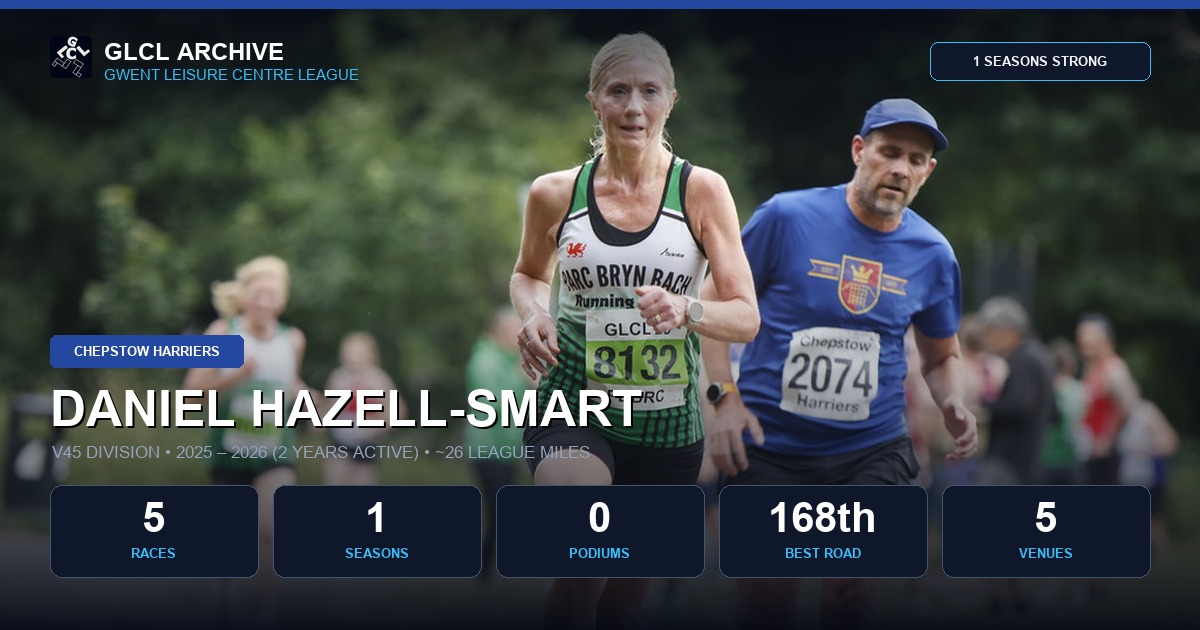 GLCL ARCHIVE
GWENT LEISURE CENTRE LEAGUE
1 SEASONS STRONG
PARC BRYN BACH
Running
GLCL
8132
Chepstow
2074
Harriers
CHEPSTOW HARRIERS
DANIEL HAZELL-SMART
V45 DIVISION • 2025 – 2026 (2 YEARS ACTIVE) • ~26 LEAGUE MILES
5
RACES
1
SEASONS
0
PODIUMS
168th
BEST ROAD
5
VENUES